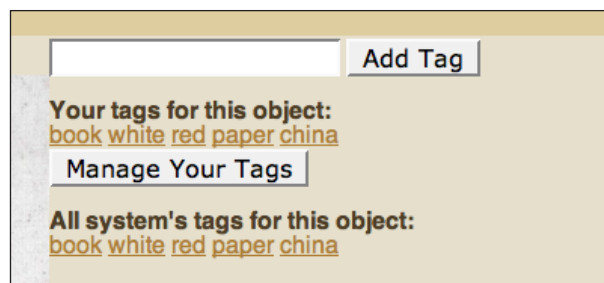 Add Tag
Your tags for this object:
book white red paper china
Manage Your Tags
All system's tags for this object:
book white red paper china